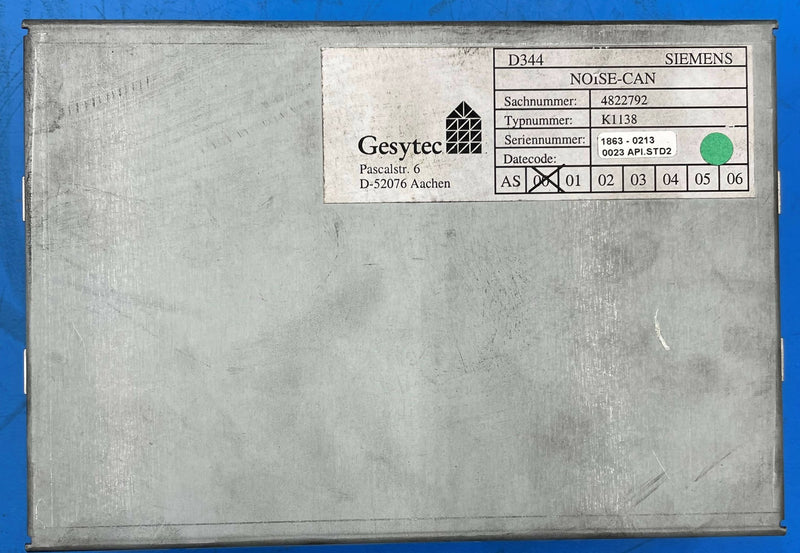 Gesytec
Pascalstr. 6
D-52076 Aachen
D344 SIEMENS
NOiSE-CAN
Sachnummer: 4822792
Typnummer: K1138
Seriennummer: 1863 - 0213
Datecode: 0023 API.STD2
AS 00 01 02 03 04 05 06